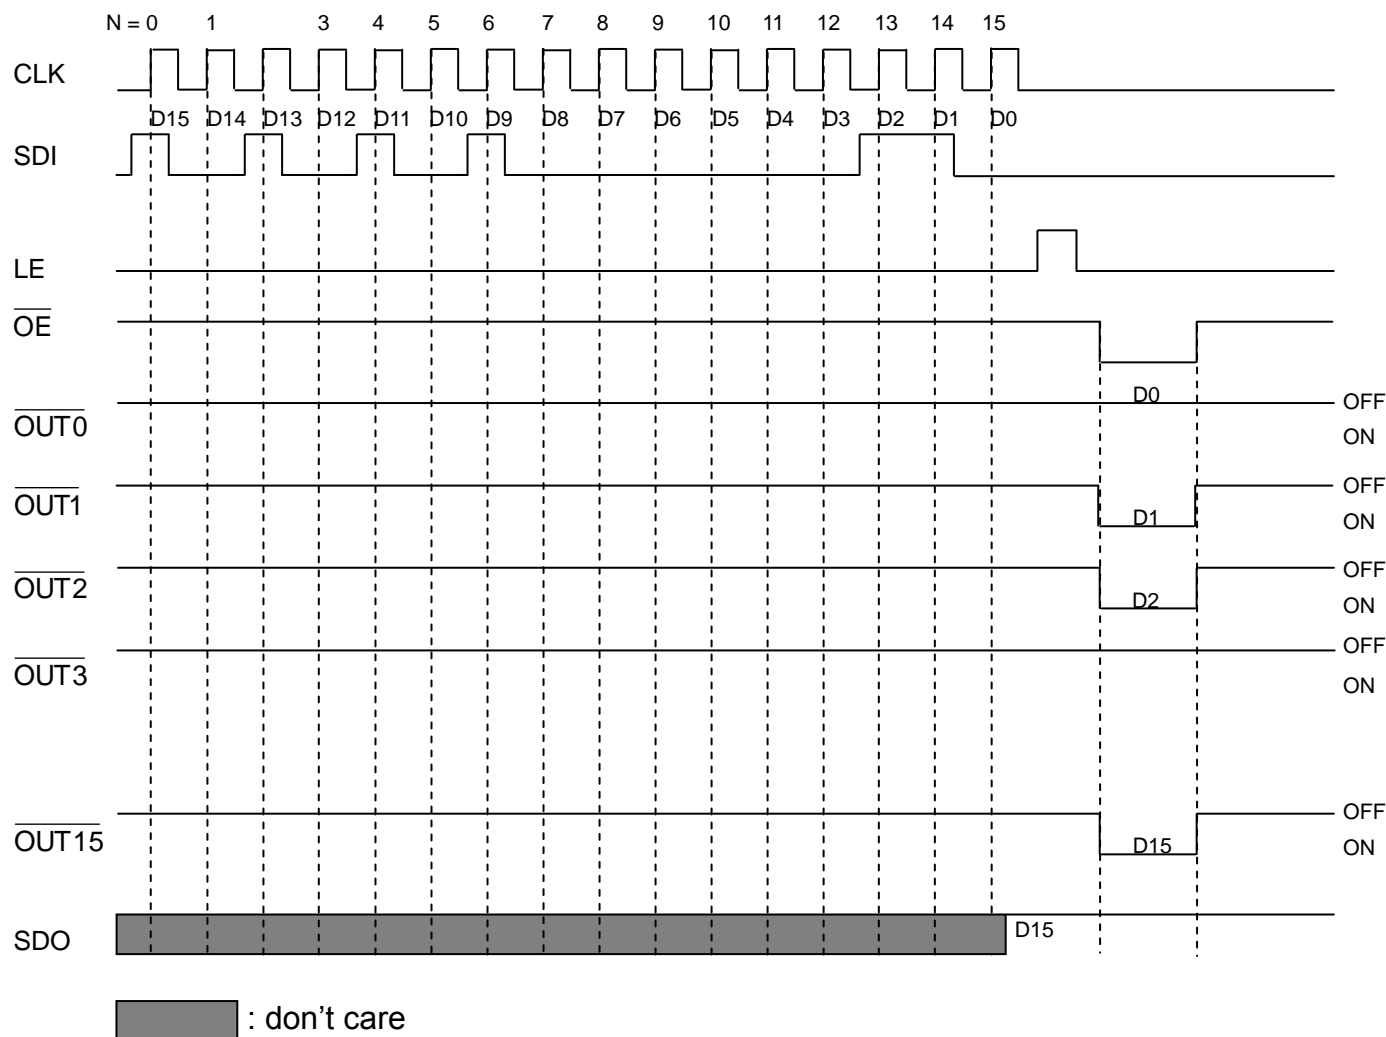 N = 0 1 3 4 5 6 7 8 9 10 11 12 13 14 15
CLK
D15 D14 D13 D12 D11 D10 D9 D8 D7 D6 D5 D4 D3 D2 D1 D0
SDI
LE
OE
D0 OFF
OUT0 ON
OFF
OUT1 D1 ON
OFF
OUT2 D2 ON
OFF
OUT3 ON
OFF
OUT15 D15 ON
SDO D15
: don't care